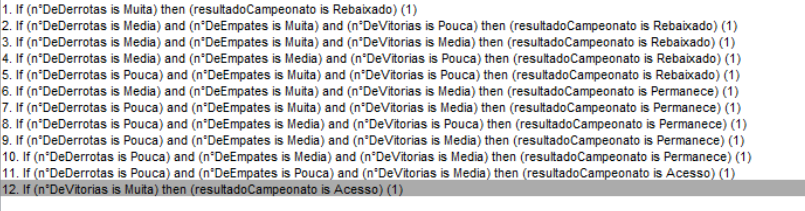 1. If (n°DeDerrotas is Muita) then (resultadoCampeonato is Rebaixado) (1)
2. If (n°DeDerrotas is Media) and (n°DeEmpates is Muita) and (n°DeVitorias is Pouca) then (resultadoCampeonato is Rebaixado) (1)
3. If (n°DeDerrotas is Media) and (n°DeEmpates is Muita) and (n°DeVitorias is Media) then (resultadoCampeonato is Rebaixado) (1)
4. If (n°DeDerrotas is Media) and (n°DeEmpates is Media) and (n°DeVitorias is Pouca) then (resultadoCampeonato is Rebaixado) (1)
5. If (n°DeDerrotas is Pouca) and (n°DeEmpates is Muita) and (n°DeVitorias is Pouca) then (resultadoCampeonato is Rebaixado) (1)
6. If (n°DeDerrotas is Media) and (n°DeEmpates is Muita) and (n°DeVitorias is Media) then (resultadoCampeonato is Permanece) (1)
7. If (n°DeDerrotas is Pouca) and (n°DeEmpates is Muita) and (n°DeVitorias is Media) then (resultadoCampeonato is Permanece) (1)
8. If (n°DeDerrotas is Pouca) and (n°DeEmpates is Media) and (n°DeVitorias is Pouca) then (resultadoCampeonato is Permanece) (1)
9. If (n°DeDerrotas is Pouca) and (n°DeEmpates is Media) and (n°DeVitorias is Media) then (resultadoCampeonato is Permanece) (1)
10. If (n°DeDerrotas is Pouca) and (n°DeEmpates is Media) and (n°DeVitorias is Media) then (resultadoCampeonato is Permanece) (1)
11. If (n°DeDerrotas is Pouca) and (n°DeEmpates is Pouca) and (n°DeVitorias is Media) then (resultadoCampeonato is Acesso) (1)
12. If (n°DeVitorias is Muita) then (resultadoCampeonato is Acesso) (1)